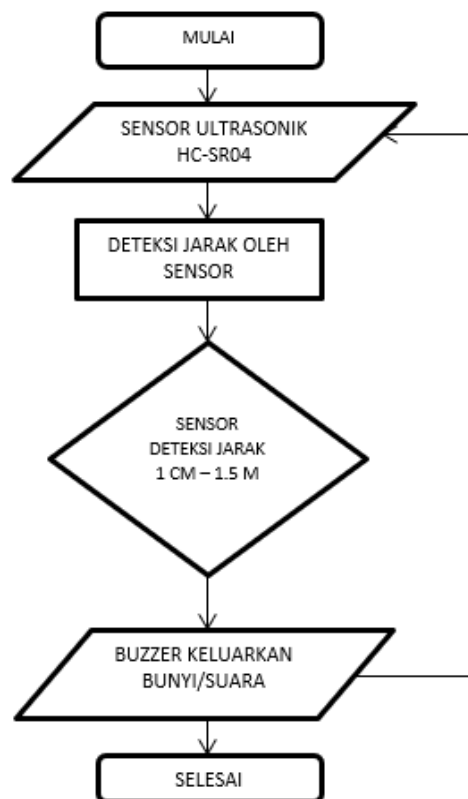 MULAI
SENSOR ULTRASONIK
HC-SR04
DETEKSI JARAK OLEH
SENSOR
SENSOR
DETEKSI JARAK
1 CM – 1.5 M
BUZZER KELUARKAN
BUNYI/SUARA
SELESAI